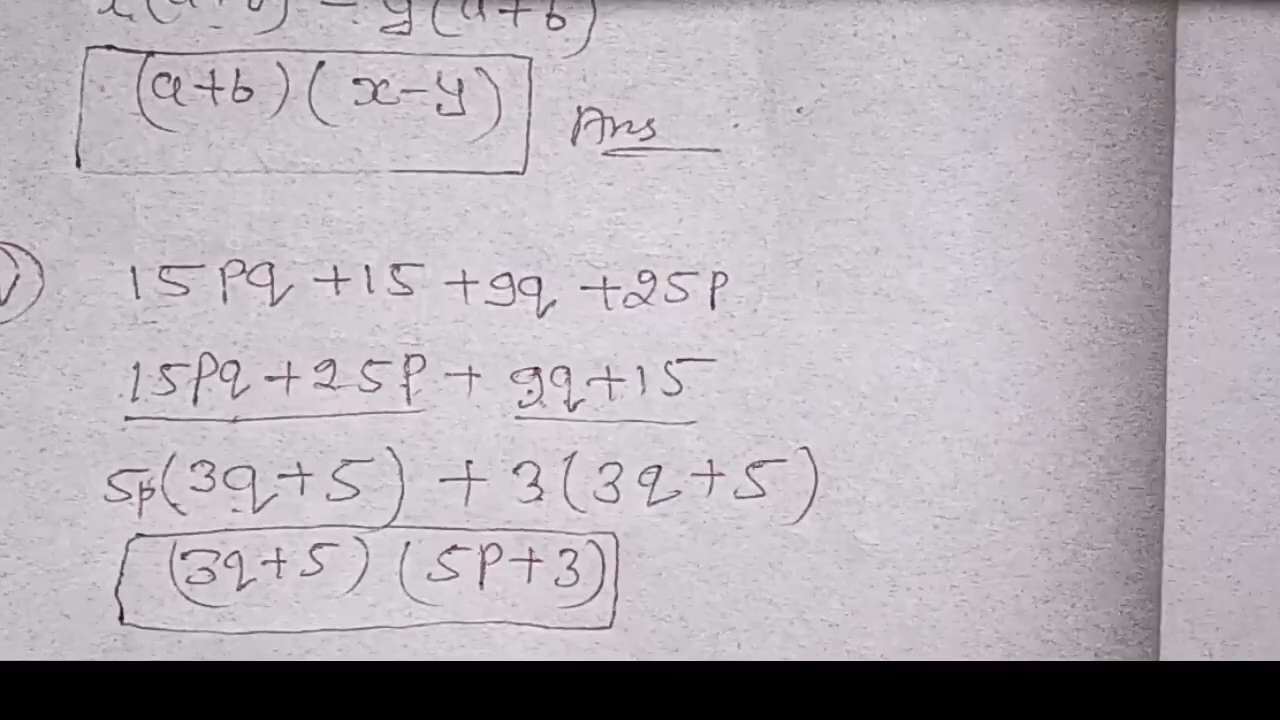 x(a+b) - y(a+b)
(a+b) (x-y) Ans
15pq +15 +9q +25p
15pq+25p + 9q+15
5p(3q+5) + 3(3q+5)
(3q+5) (5p+3)